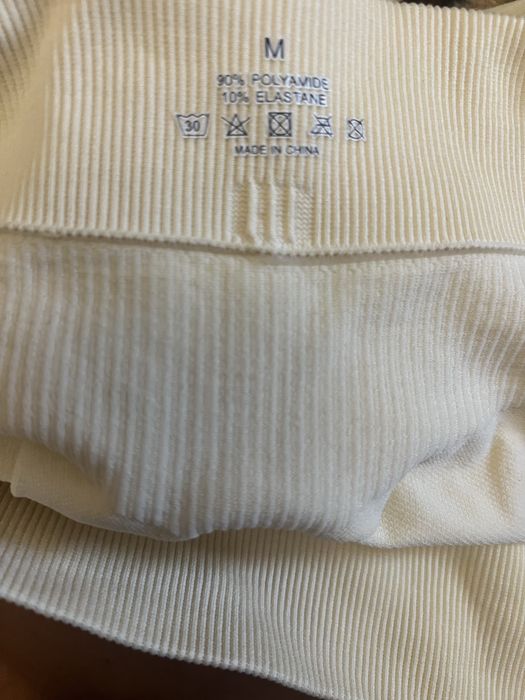 M
90% POLYAMIDE
10% ELASTANE
30
MADE IN CHINA